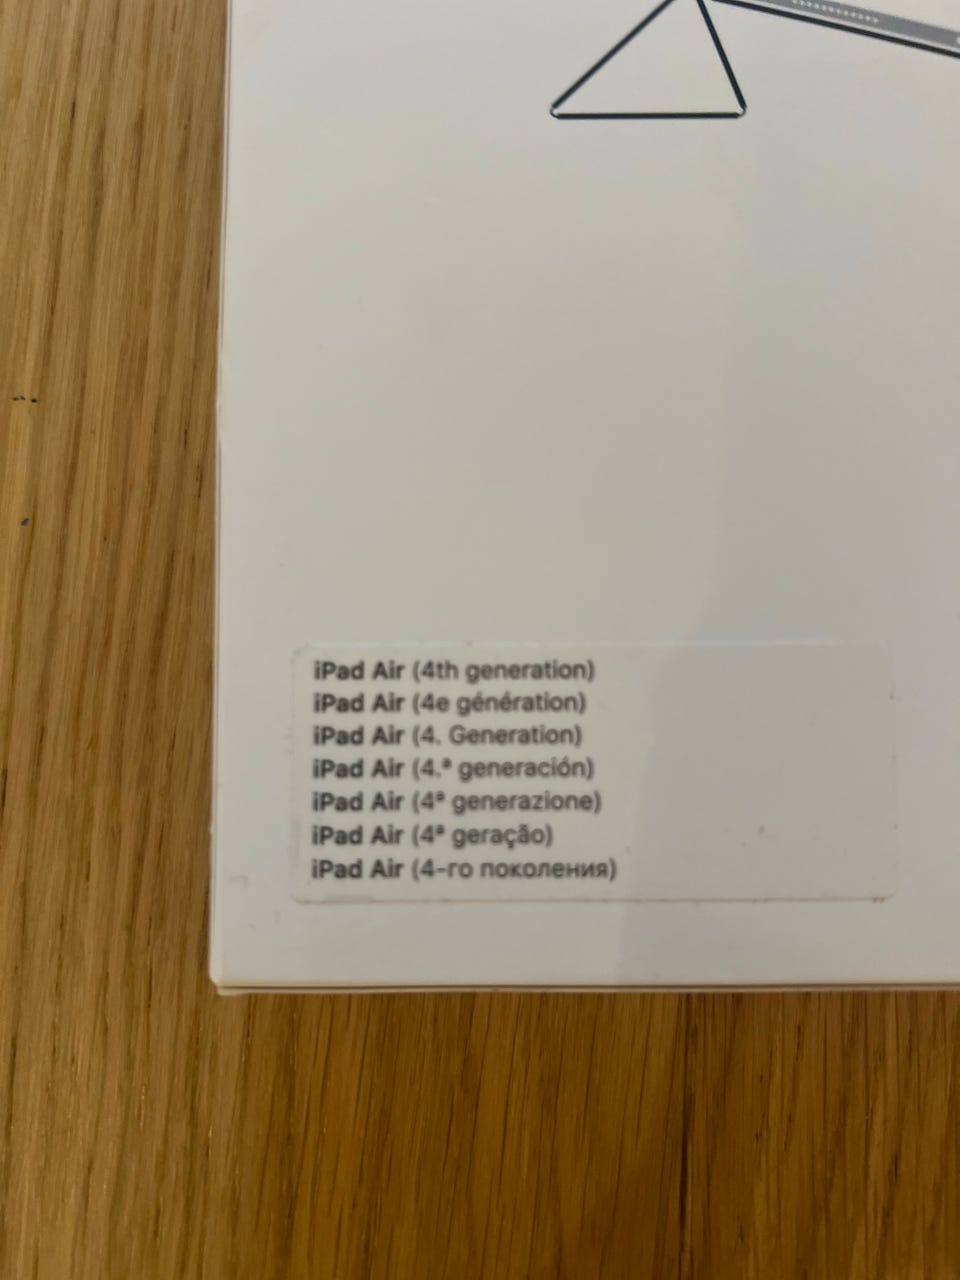 iPad Air (4th generation)
iPad Air (4e génération)
iPad Air (4. Generation)
iPad Air (4.ª generación)
iPad Air (4ª generazione)
iPad Air (4ª geração)
iPad Air (4-го поколения)